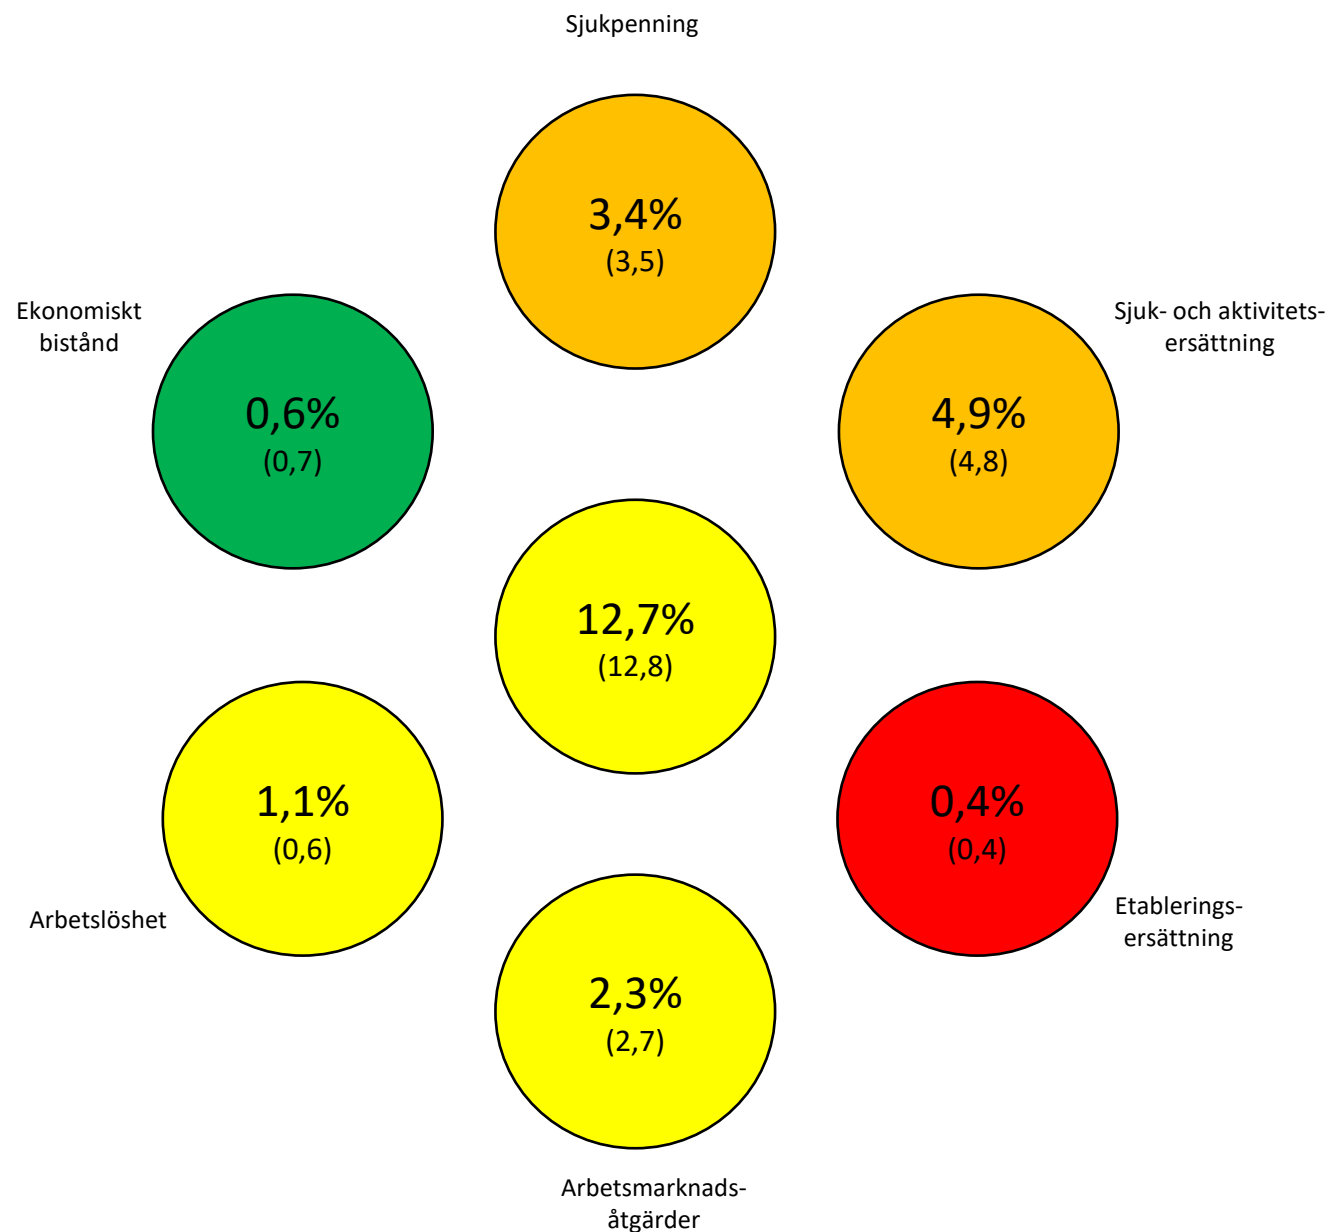 Sjukpenning
3,4%
(3,5)
Ekonomiskt
bistånd
0,6%
(0,7)
Sjuk- och aktivitets-
ersättning
4,9%
(4,8)
12,7%
(12,8)
1,1%
(0,6)
Arbetslöshet
0,4%
(0,4)
Etablerings-
ersättning
2,3%
(2,7)
Arbetsmarknads-
åtgärder